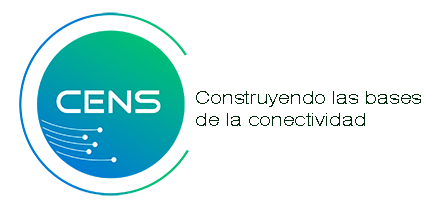 CENS
Construyendo las bases
de la conectividad